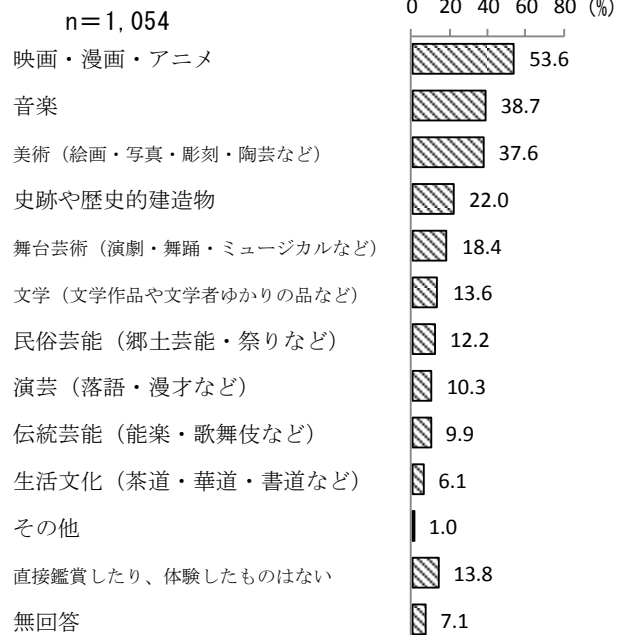 0 20 40 60 80 (%)
n＝1,054
映画・漫画・アニメ 53.6
音楽 38.7
美術（絵画・写真・彫刻・陶芸など） 37.6
史跡や歴史的建造物 22.0
舞台芸術（演劇・舞踊・ミュージカルなど） 18.4
文学（文学作品や文学者ゆかりの品など） 13.6
民俗芸能（郷土芸能・祭りなど） 12.2
演芸（落語・漫才など） 10.3
伝統芸能（能楽・歌舞伎など） 9.9
生活文化（茶道・華道・書道など） 6.1
その他 1.0
直接鑑賞したり、体験したものはない 13.8
無回答 7.1